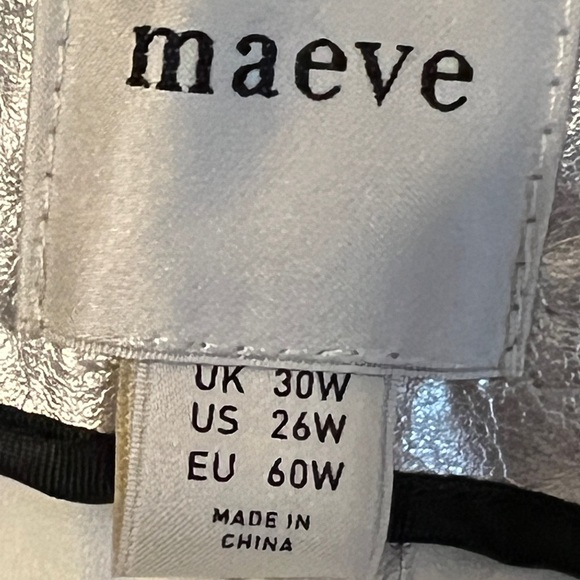 maeve
UK 30W
US 26W
EU 60W
MADE IN
CHINA